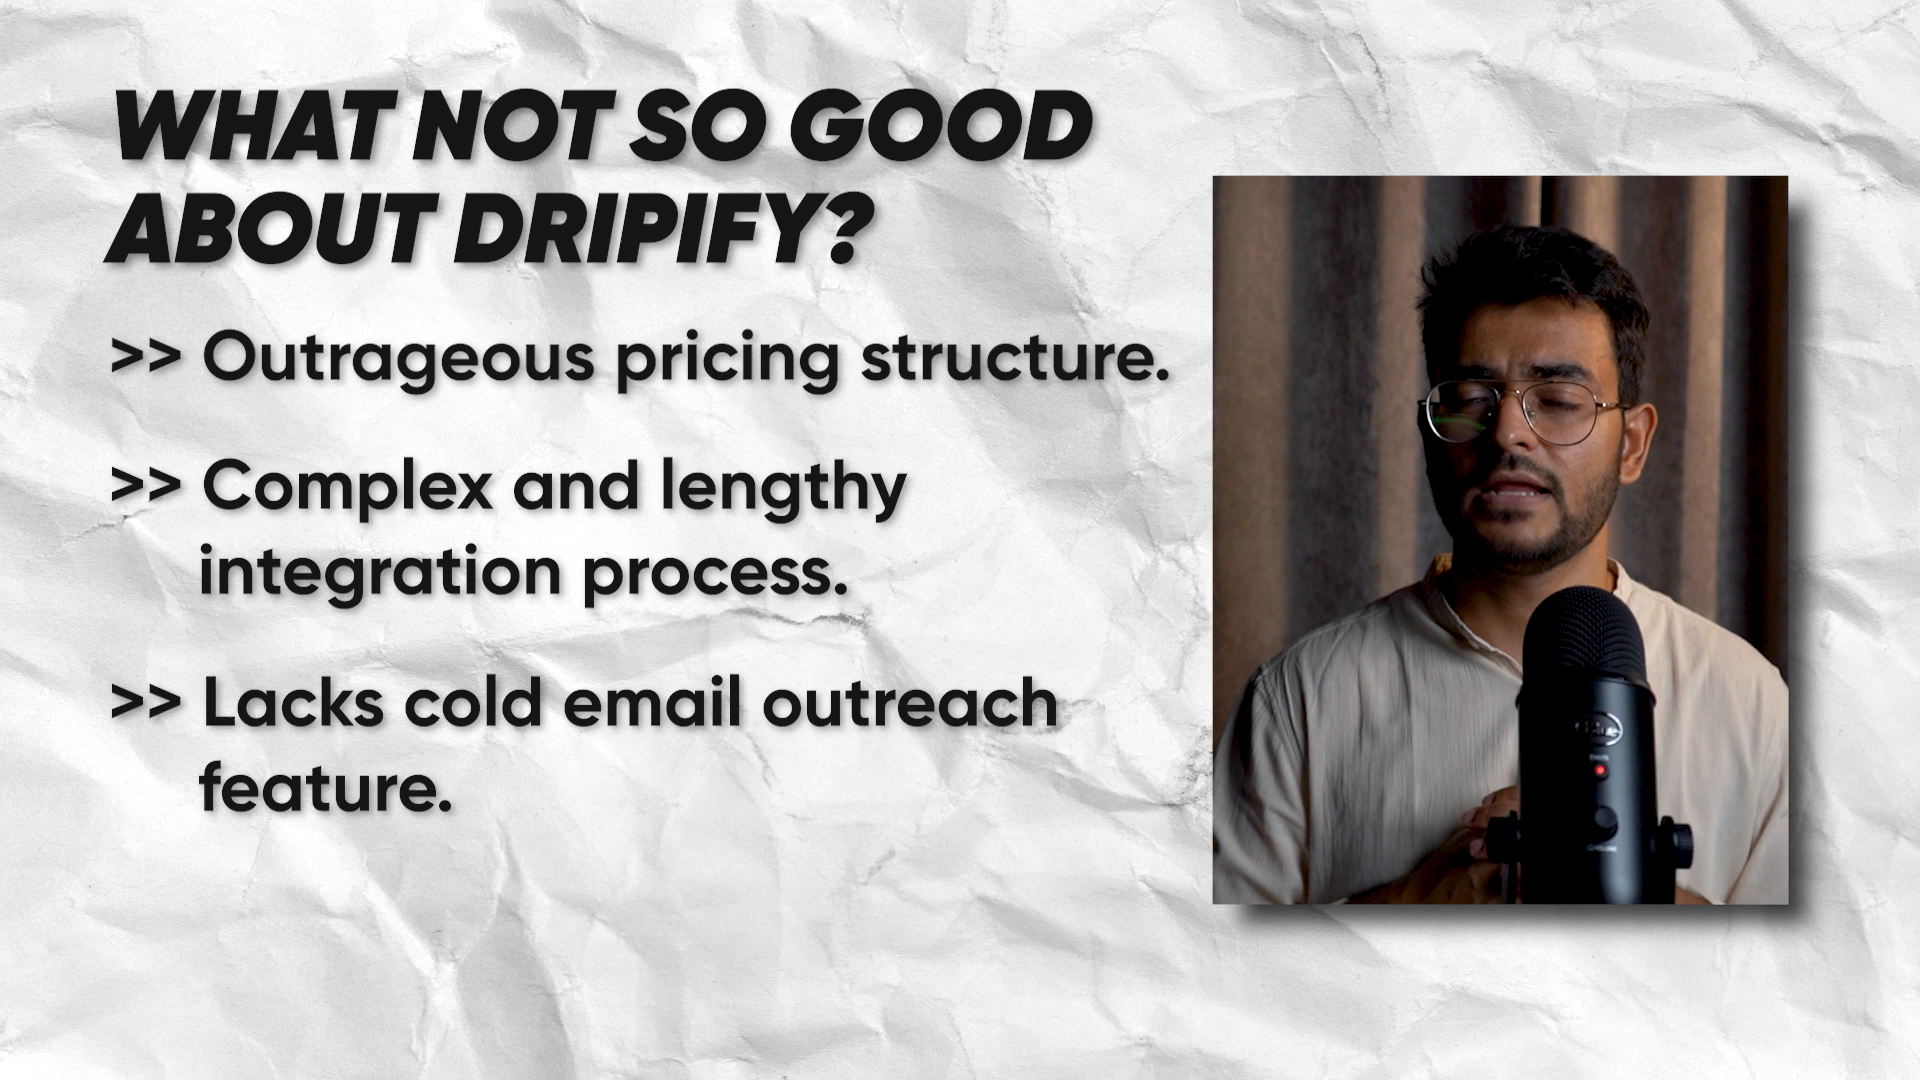 WHAT NOT SO GOOD
ABOUT DRIPIFY?
>> Outrageous pricing structure.
>> Complex and lengthy
integration process.
>> Lacks cold email outreach
feature.